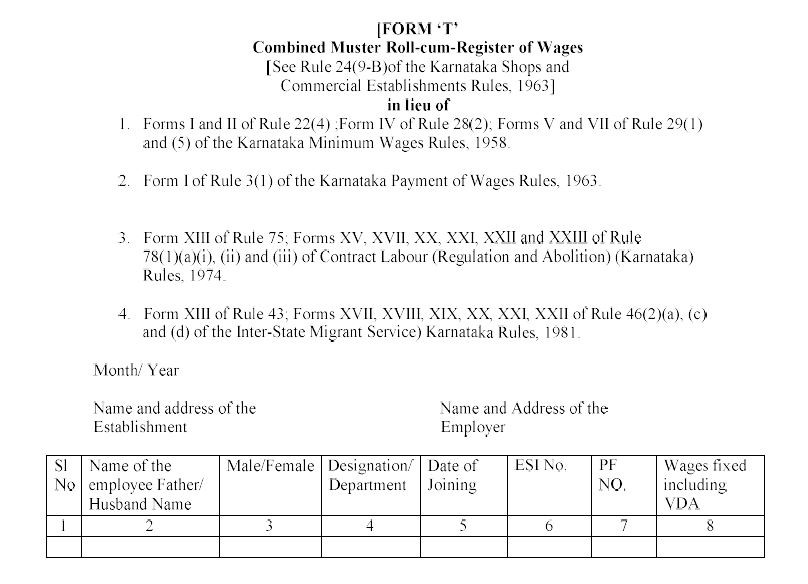 [FORM ‘T’
Combined Muster Roll-cum-Register of Wages
[See Rule 24(9-B)of the Karnataka Shops and
Commercial Establishments Rules, 1963]
in lieu of
1. Forms I and II of Rule 22(4) ;Form IV of Rule 28(2); Forms V and VII of Rule 29(1)
and (5) of the Karnataka Minimum Wages Rules, 1958.
2. Form I of Rule 3(1) of the Karnataka Payment of Wages Rules, 1963.
3. Form XIII of Rule 75; Forms XV, XVII, XX, XXI, XXII and XXIII of Rule
78(1)(a)(i), (ii) and (iii) of Contract Labour (Regulation and Abolition) (Karnataka)
Rules, 1974.
4. Form XIII of Rule 43; Forms XVII, XVIII, XIX, XX, XXI, XXII of Rule 46(2)(a), (c)
and (d) of the Inter-State Migrant Service) Karnataka Rules, 1981.
Month/ Year
Name and address of the Name and Address of the
Establishment Employer
Sl Name of the Male/Female Designation/ Date of ESI No. PF Wages fixed
No employee Father/ Department Joining NO. including
Husband Name VDA
1 2 3 4 5 6 7 8